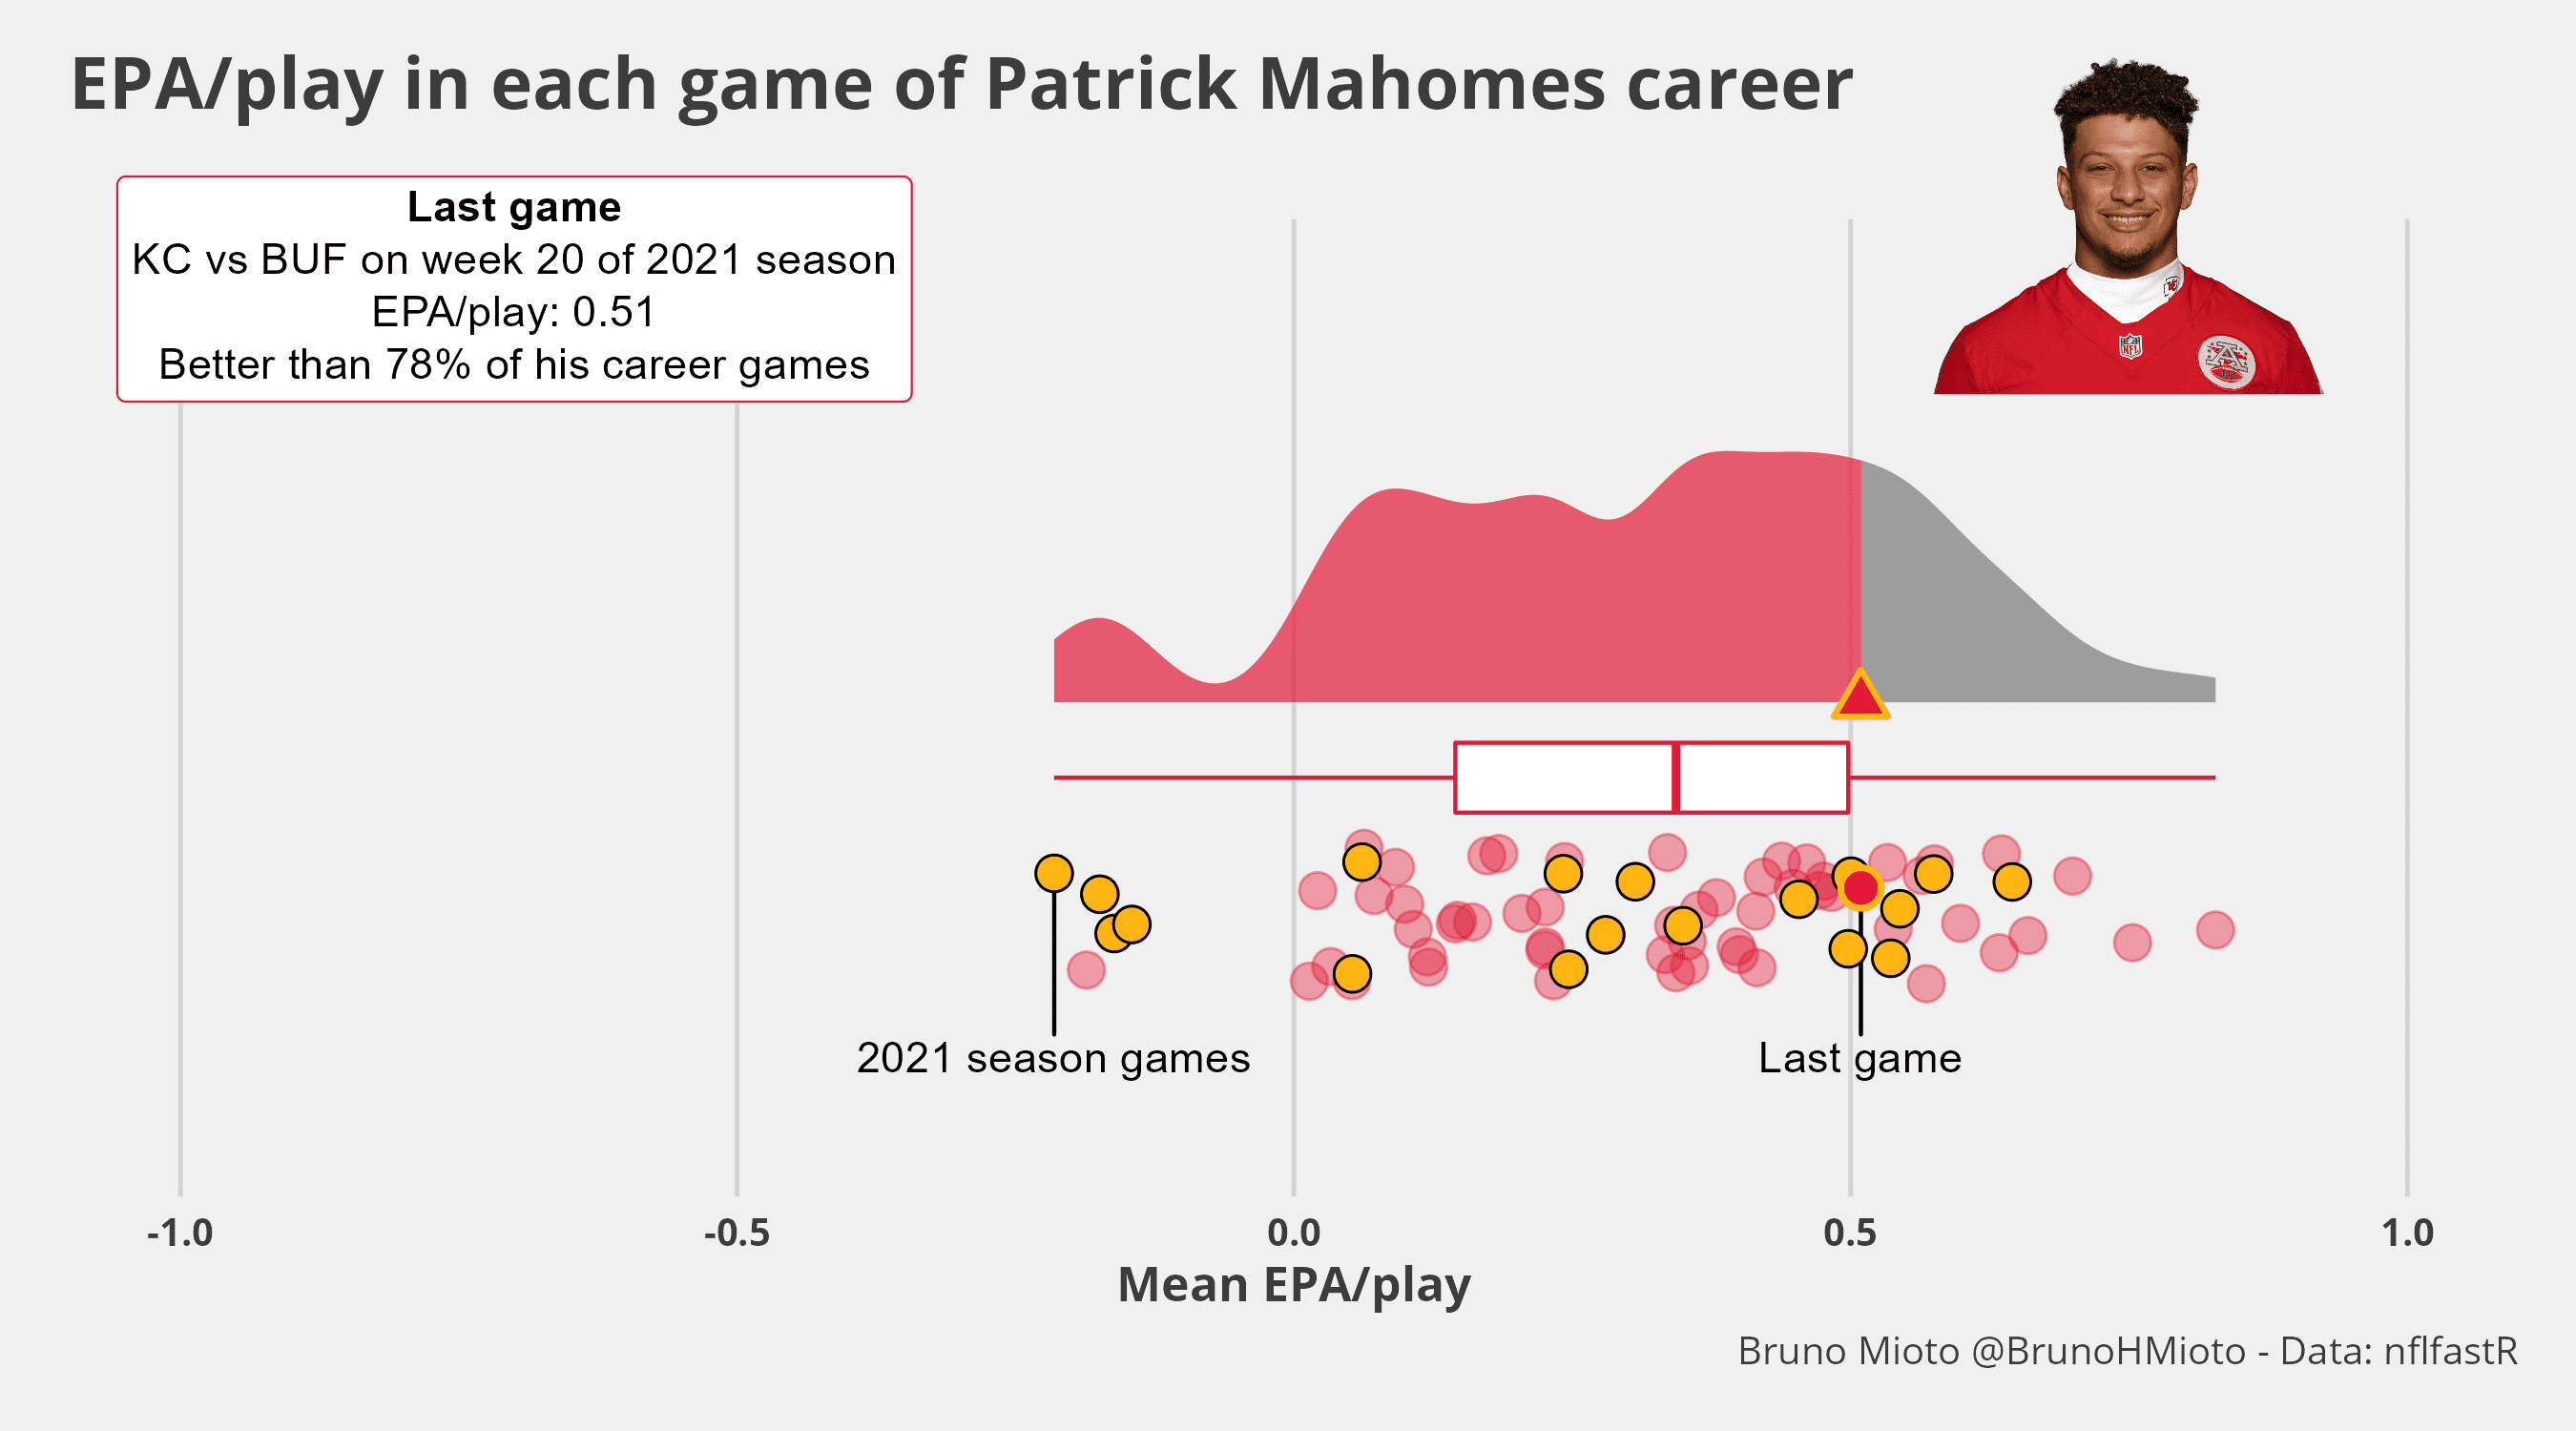 EPA/play in each game of Patrick Mahomes career
Last game
KC vs BUF on week 20 of 2021 season
EPA/play: 0.51
Better than 78% of his career games
NFL
2021 season games
Last game
-1.0
-0.5
0.0
0.5
1.0
Mean EPA/play
Bruno Mioto @BrunoHMioto - Data: nflfastR